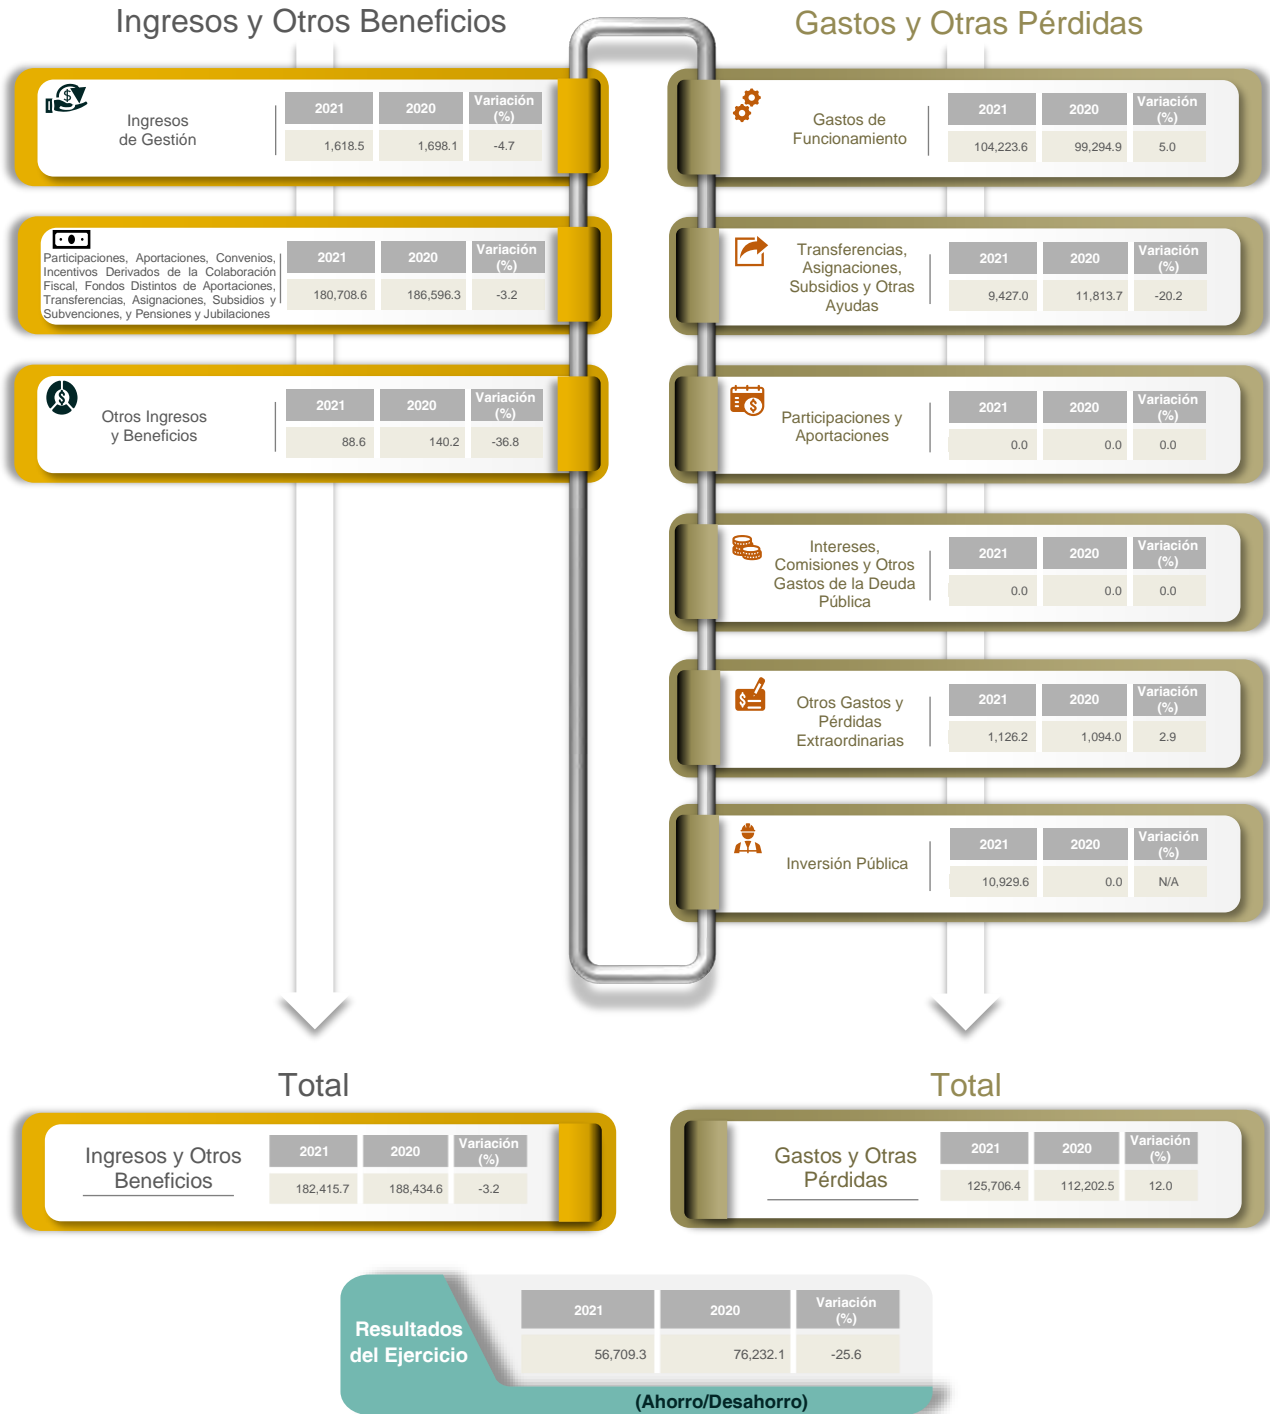 Ingresos y Otros Beneficios
Ingresos
de Gestión
2021 2020 Variación (%)
1,618.5 1,698.1 -4.7
Participaciones, Aportaciones, Convenios,
Incentivos Derivados de la Colaboración
Fiscal, Fondos Distintos de Aportaciones,
Transferencias, Asignaciones, Subsidios y
Subvenciones, y Pensiones y Jubilaciones
2021 2020 Variación (%)
180,708.6 186,596.3 -3.2
Otros Ingresos
y Beneficios
2021 2020 Variación (%)
88.6 140.2 -36.8
Gastos y Otras Pérdidas
Gastos de
Funcionamiento
2021 2020 Variación (%)
104,223.6 99,294.9 5.0
Transferencias,
Asignaciones,
Subsidios y Otras
Ayudas
2021 2020 Variación (%)
9,427.0 11,813.7 -20.2
Participaciones y
Aportaciones
2021 2020 Variación (%)
0.0 0.0 0.0
Intereses,
Comisiones y Otros
Gastos de la Deuda
Pública
2021 2020 Variación (%)
0.0 0.0 0.0
Otros Gastos y
Pérdidas
Extraordinarias
2021 2020 Variación (%)
1,126.2 1,094.0 2.9
Inversión Pública
2021 2020 Variación (%)
10,929.6 0.0 N/A
Total
Ingresos y Otros
Beneficios
2021 2020 Variación (%)
182,415.7 188,434.6 -3.2
Total
Gastos y Otras
Pérdidas
2021 2020 Variación (%)
125,706.4 112,202.5 12.0
Resultados
del Ejercicio
2021 2020 Variación (%)
56,709.3 76,232.1 -25.6
(Ahorro/Desahorro)